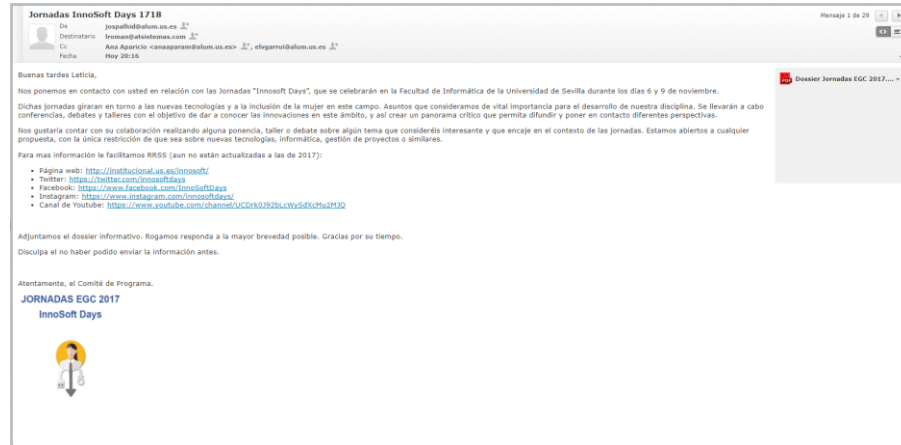 Jornadas InnoSoft Days 1718
Mensaje 1 de 29
De jospalhid@alum.us.es
Destinatario lroman@atsistemas.com
Cc Ana Aparicio <anaaparam@alum.us.es>, elvgarrui@alum.us.es
Fecha Hoy 20:16
Buenas tardes Leticia,
Dossier Jornadas EGC 2017....
Nos ponemos en contacto con usted en relación con las Jornadas "Innosoft Days", que se celebrarán en la Facultad de Informática de la Universidad de Sevilla durante los días 6 y 9 de noviembre.
Dichas jornadas giraran en torno a las nuevas tecnologías y a la inclusión de la mujer en este campo. Asuntos que consideramos de vital importancia para el desarrollo de nuestra disciplina. Se llevarán a cabo
conferencias, debates y talleres con el objetivo de dar a conocer las innovaciones en este ámbito, y así crear un panorama crítico que permita difundir y poner en contacto diferentes perspectivas.
Nos gustaría contar con su colaboración realizando alguna ponencia, taller o debate sobre algún tema que consideréis interesante y que encaje en el contexto de las jornadas. Estamos abiertos a cualquier
propuesta, con la única restricción de que sea sobre nuevas tecnologías, informática, gestión de proyectos o similares.
Para mas información le facilitamos RRSS (aun no están actualizadas a las de 2017):
• Página web: http://institucional.us.es/innosoft/
• Twitter: https://twitter.com/innosoftdays
• Facebook: https://www.facebook.com/InnoSoftDays
• Instagram: https://www.instagram.com/innosoftdays/
• Canal de Youtube: https://www.youtube.com/channel/UCDrk0J92bLcWySdXcMu2MJQ
Adjuntamos el dossier informativo. Rogamos responda a la mayor brevedad posible. Gracias por su tiempo.
Disculpa el no haber podido enviar la información antes.
Atentamente, el Comité de Programa.
JORNADAS EGC 2017
InnoSoft Days